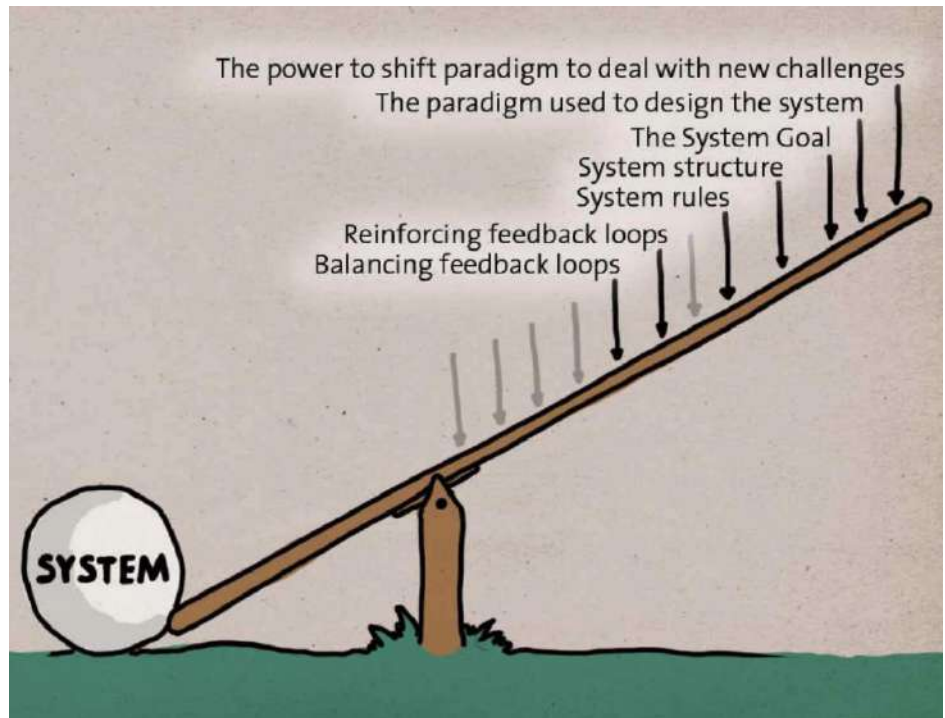 The power to shift paradigm to deal with new challenges
The paradigm used to design the system
The System Goal
System structure
System rules
Reinforcing feedback loops
Balancing feedback loops
SYSTEM